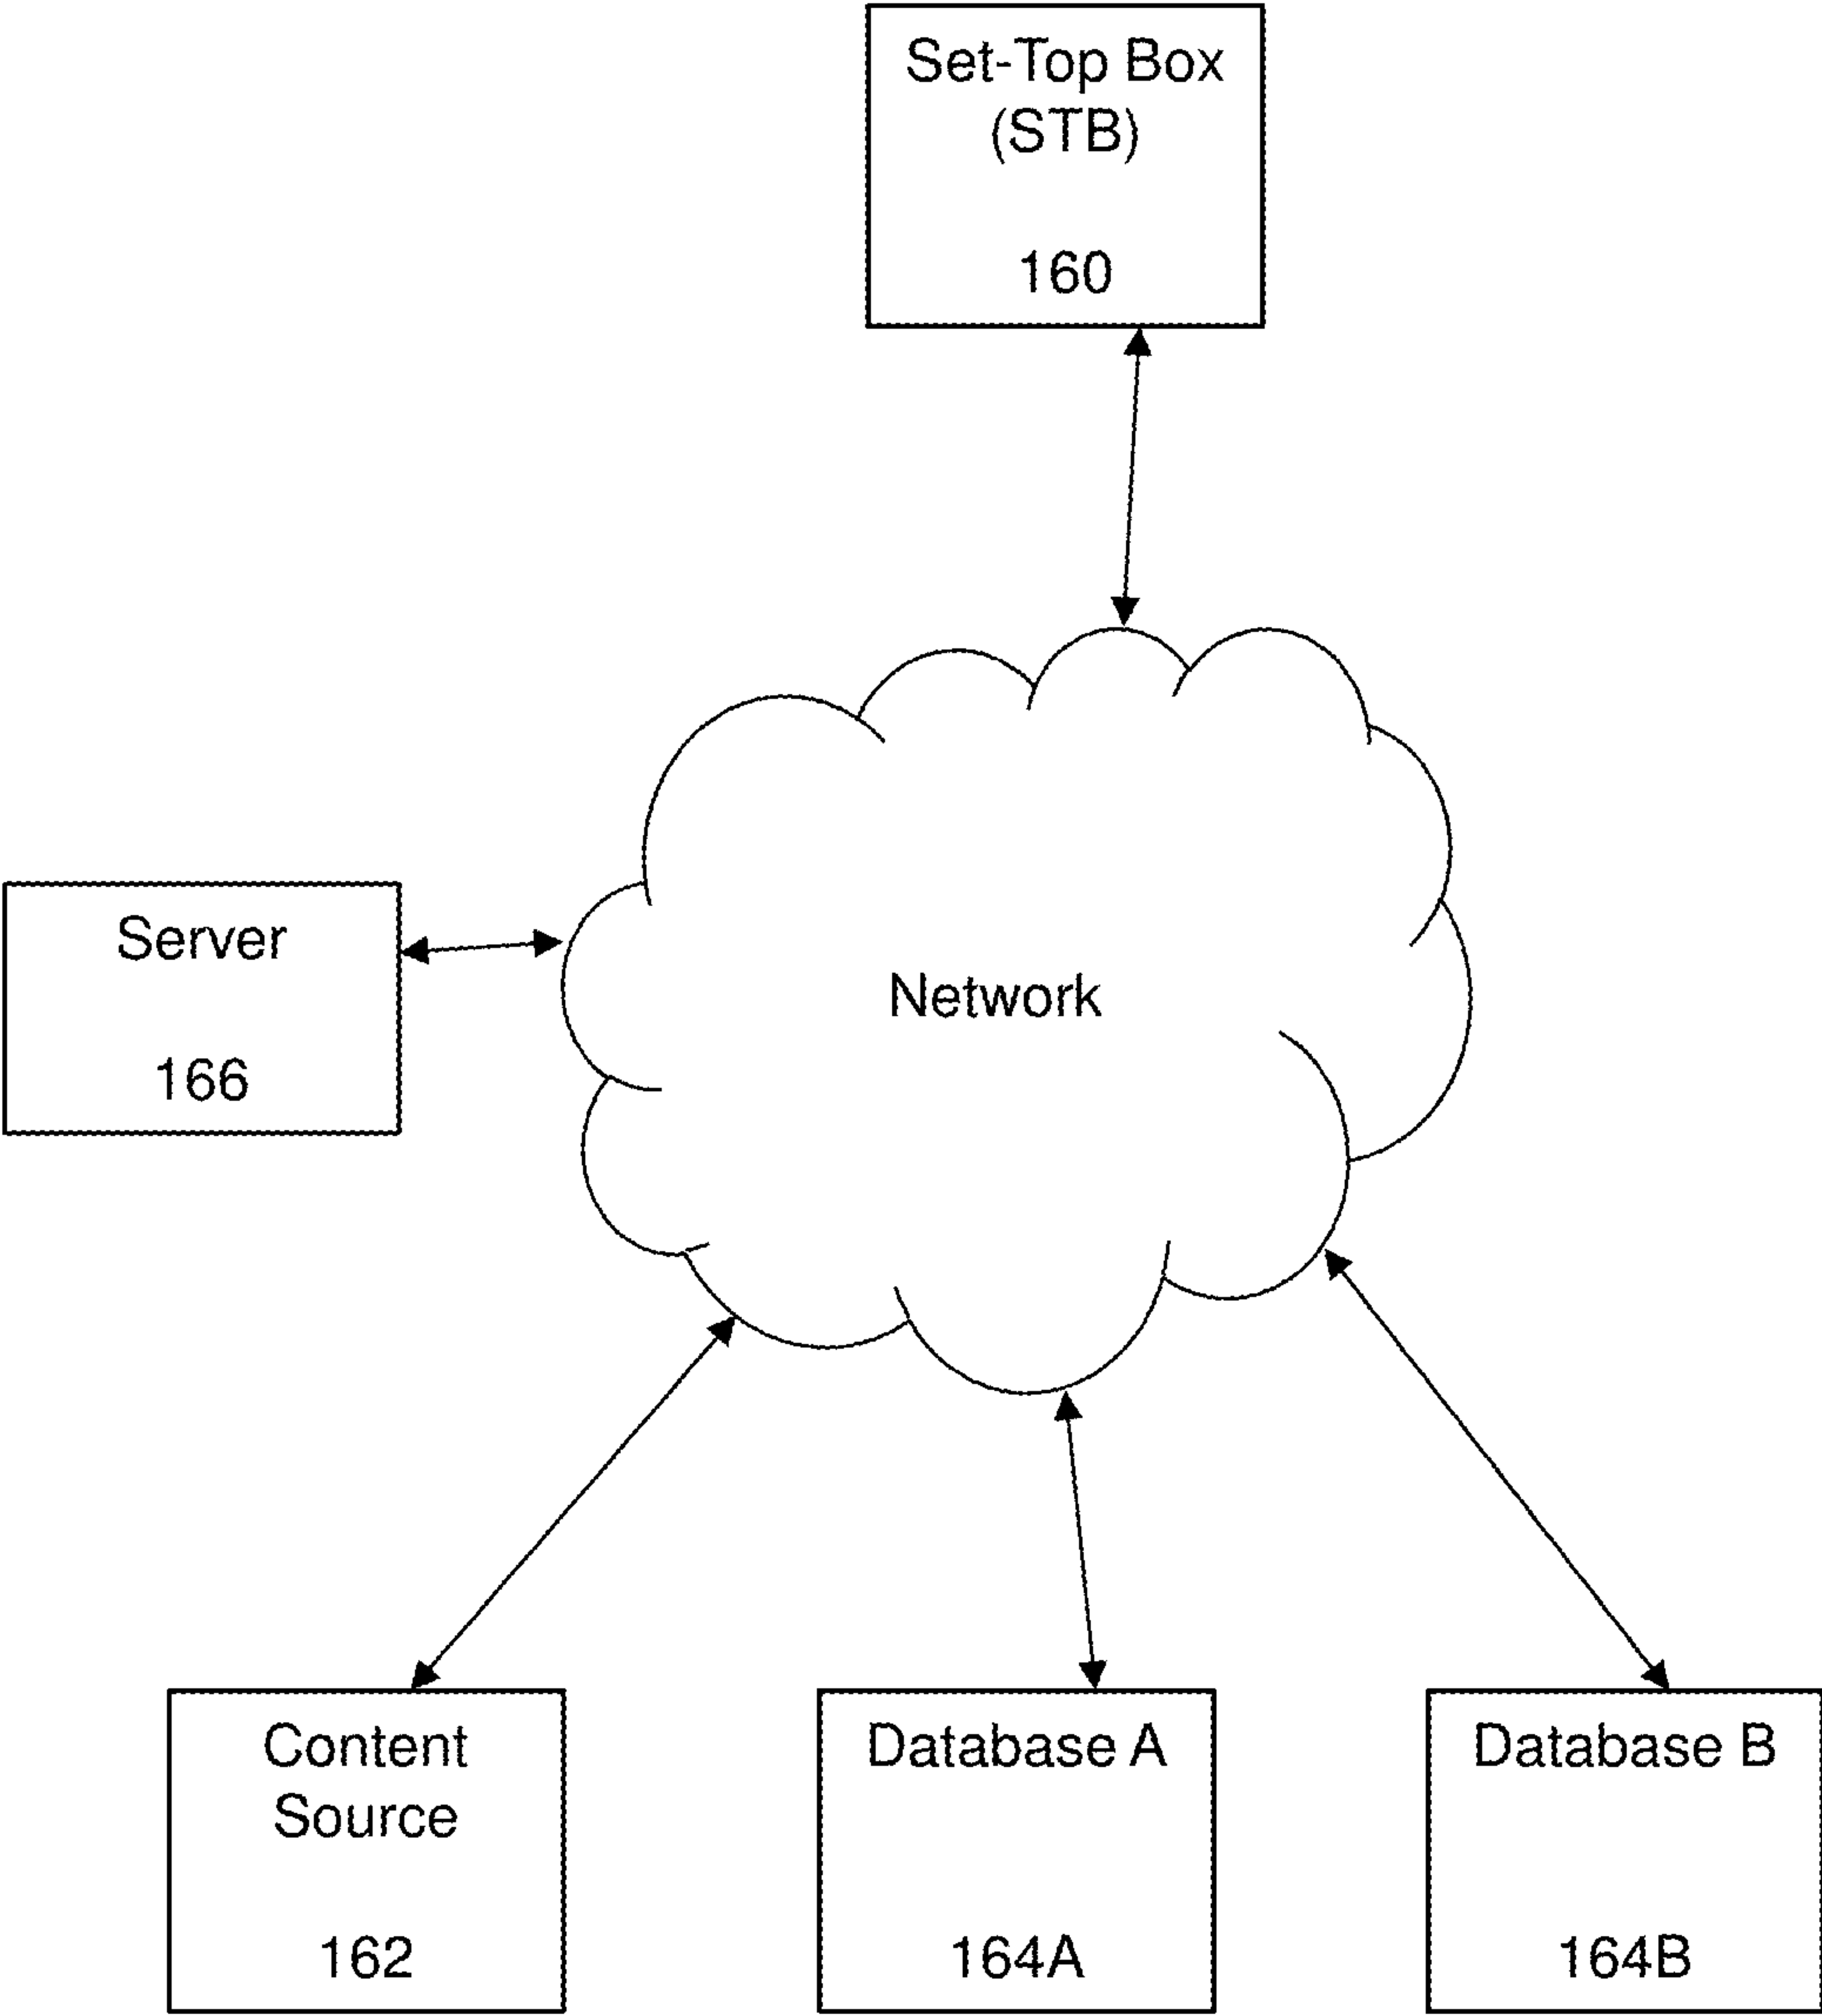 Set-Top Box
(STB)
160
Server
166
Network
Content
Source
162
Database A
164A
Database B
164B